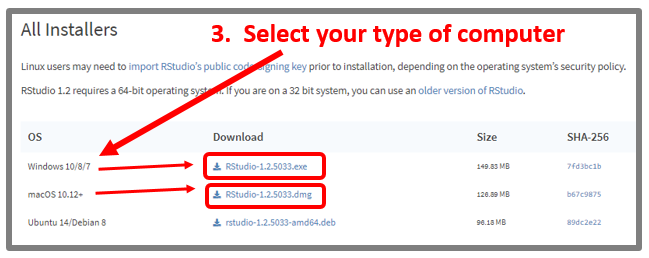 All Installers
3. Select your type of computer
Linux users may need to import RStudio's public code signing key prior to installation, depending on the operating system's security policy.
RStudio 1.2 requires a 64-bit operating system. If you are on a 32 bit system, you can use an older version of RStudio.
OS Download Size SHA-256
Windows 10/8/7 RStudio-1.2.5033.exe 149.83 MB 7fd3bc1b
macOS 10.12+ RStudio-1.2.5033.dmg 126.89 MB b67c9875
Ubuntu 14/Debian 8 rstudio-1.2.5033-amd64.deb 96.18 MB 89dc2e22